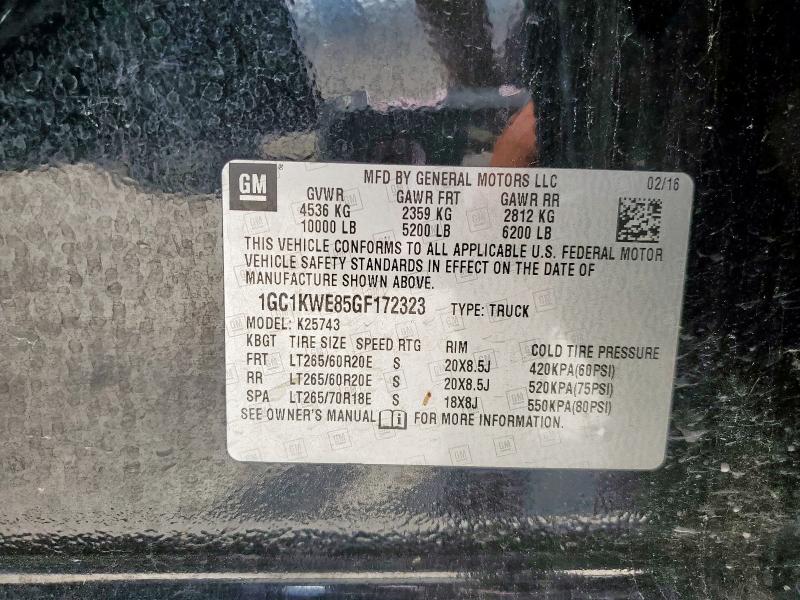 GM
MFD BY GENERAL MOTORS LLC 02/16
GVWR GAWR FRT GAWR RR
4536 KG 2359 KG 2812 KG
10000 LB 5200 LB 6200 LB
THIS VEHICLE CONFORMS TO ALL APPLICABLE U.S. FEDERAL MOTOR
VEHICLE SAFETY STANDARDS IN EFFECT ON THE DATE OF
MANUFACTURE SHOWN ABOVE.
1GC1KWE85GF172323 TYPE: TRUCK
MODEL: K25743
KBGT TIRE SIZE SPEED RTG RIM COLD TIRE PRESSURE
FRT LT265/60R20E S 20X8.5J 420KPA(60PSI)
RR LT265/60R20E S 20X8.5J 520KPA(75PSI)
SPA LT265/70R18E S 18X8J 550KPA(80PSI)
SEE OWNER'S MANUAL i FOR MORE INFORMATION.